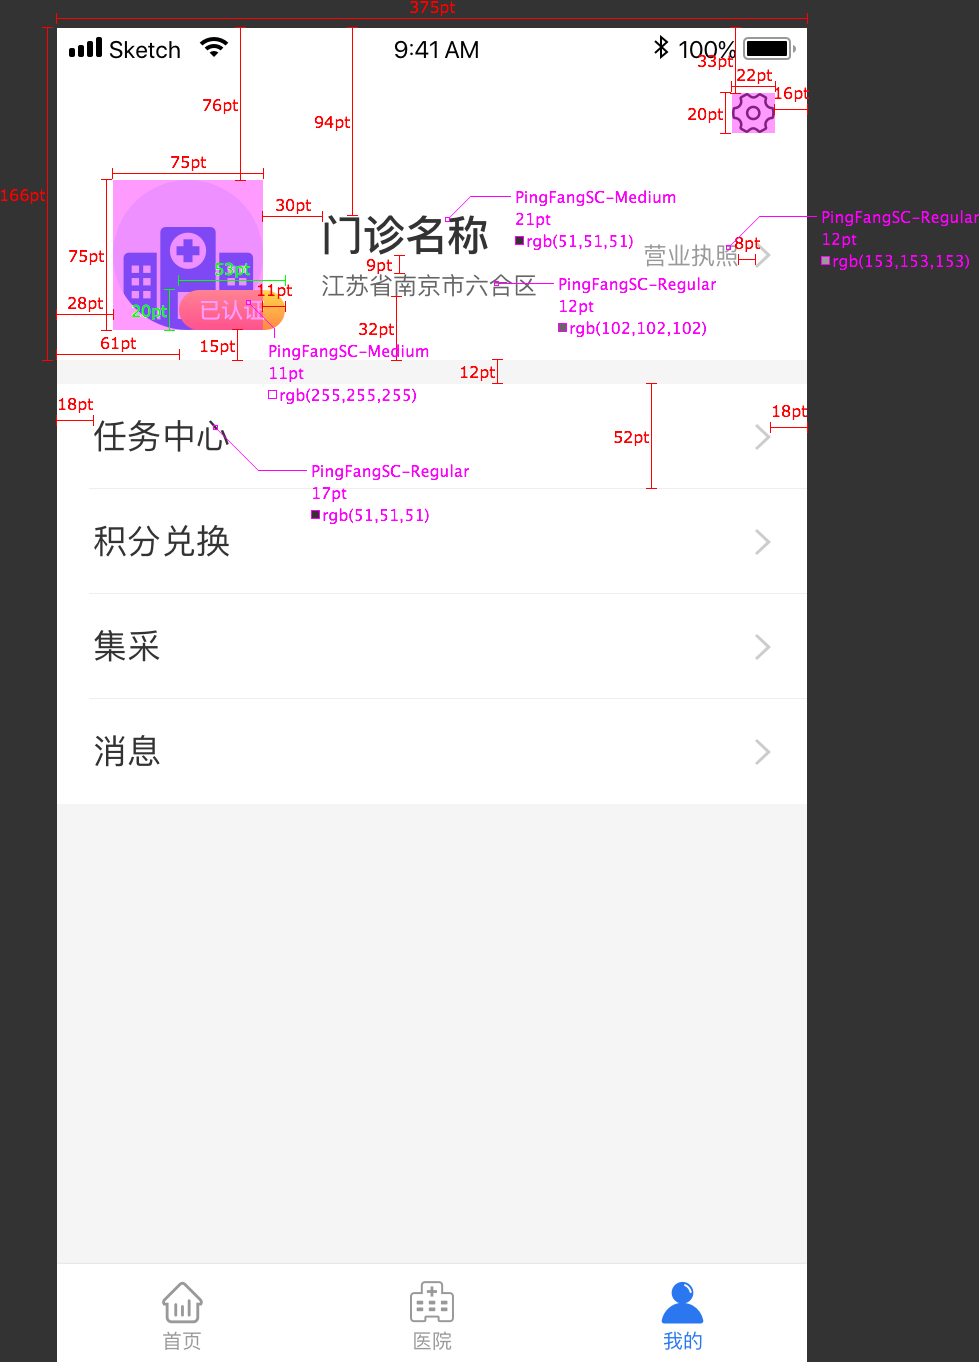 375pt
Sketch
9:41 AM
100%
33pt
22pt
16pt
20pt
76pt
94pt
75pt
166pt
30pt
PingFangSC-Medium
21pt
rgb(51,51,51)
PingFangSC-Regular
12pt
rgb(153,153,153)
门诊名称
营业执照
8pt
75pt
9pt
53pt
江苏省南京市六合区
PingFangSC-Regular
12pt
rgb(102,102,102)
11pt
28pt
20pt
已认证
32pt
61pt
15pt
PingFangSC-Medium
11pt
rgb(255,255,255)
12pt
18pt
18pt
任务中心
52pt
PingFangSC-Regular
17pt
rgb(51,51,51)
积分兑换
集采
消息
首页
医院
我的